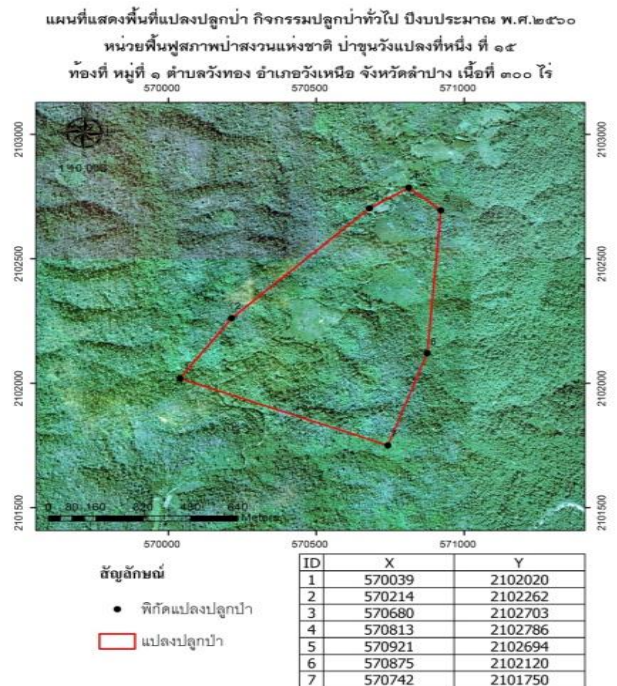 แผนที่แสดงพื้นที่แปลงปลูกป่า กิจกรรมปลูกป่าทั่วไป ปีงบประมาณ พ.ศ.๒๕๖๐
หน่วยฟื้นฟูสภาพป่าสงวนแห่งชาติ ป่าขุนวังแปลงที่หนึ่ง ที่ ๑๕
ท้องที่ หมู่ที่ ๑ ตำบลวังทอง อำเภอวังเหนือ จังหวัดลำปาง เนื้อที่ ๓๐๐ ไร่
570000 570500 571000
2103000 2103000
2102500 2102500
2102000 2102000
2101500 2101500
6
0 80 160 320 480 640
Meters
570000 570500 571000
สัญลักษณ์
พิกัดแปลงปลูกป่า
แปลงปลูกป่า
ID X Y
1 570039 2102020
2 570214 2102262
3 570680 2102703
4 570813 2102786
5 570921 2102694
6 570875 2102120
7 570742 2101750